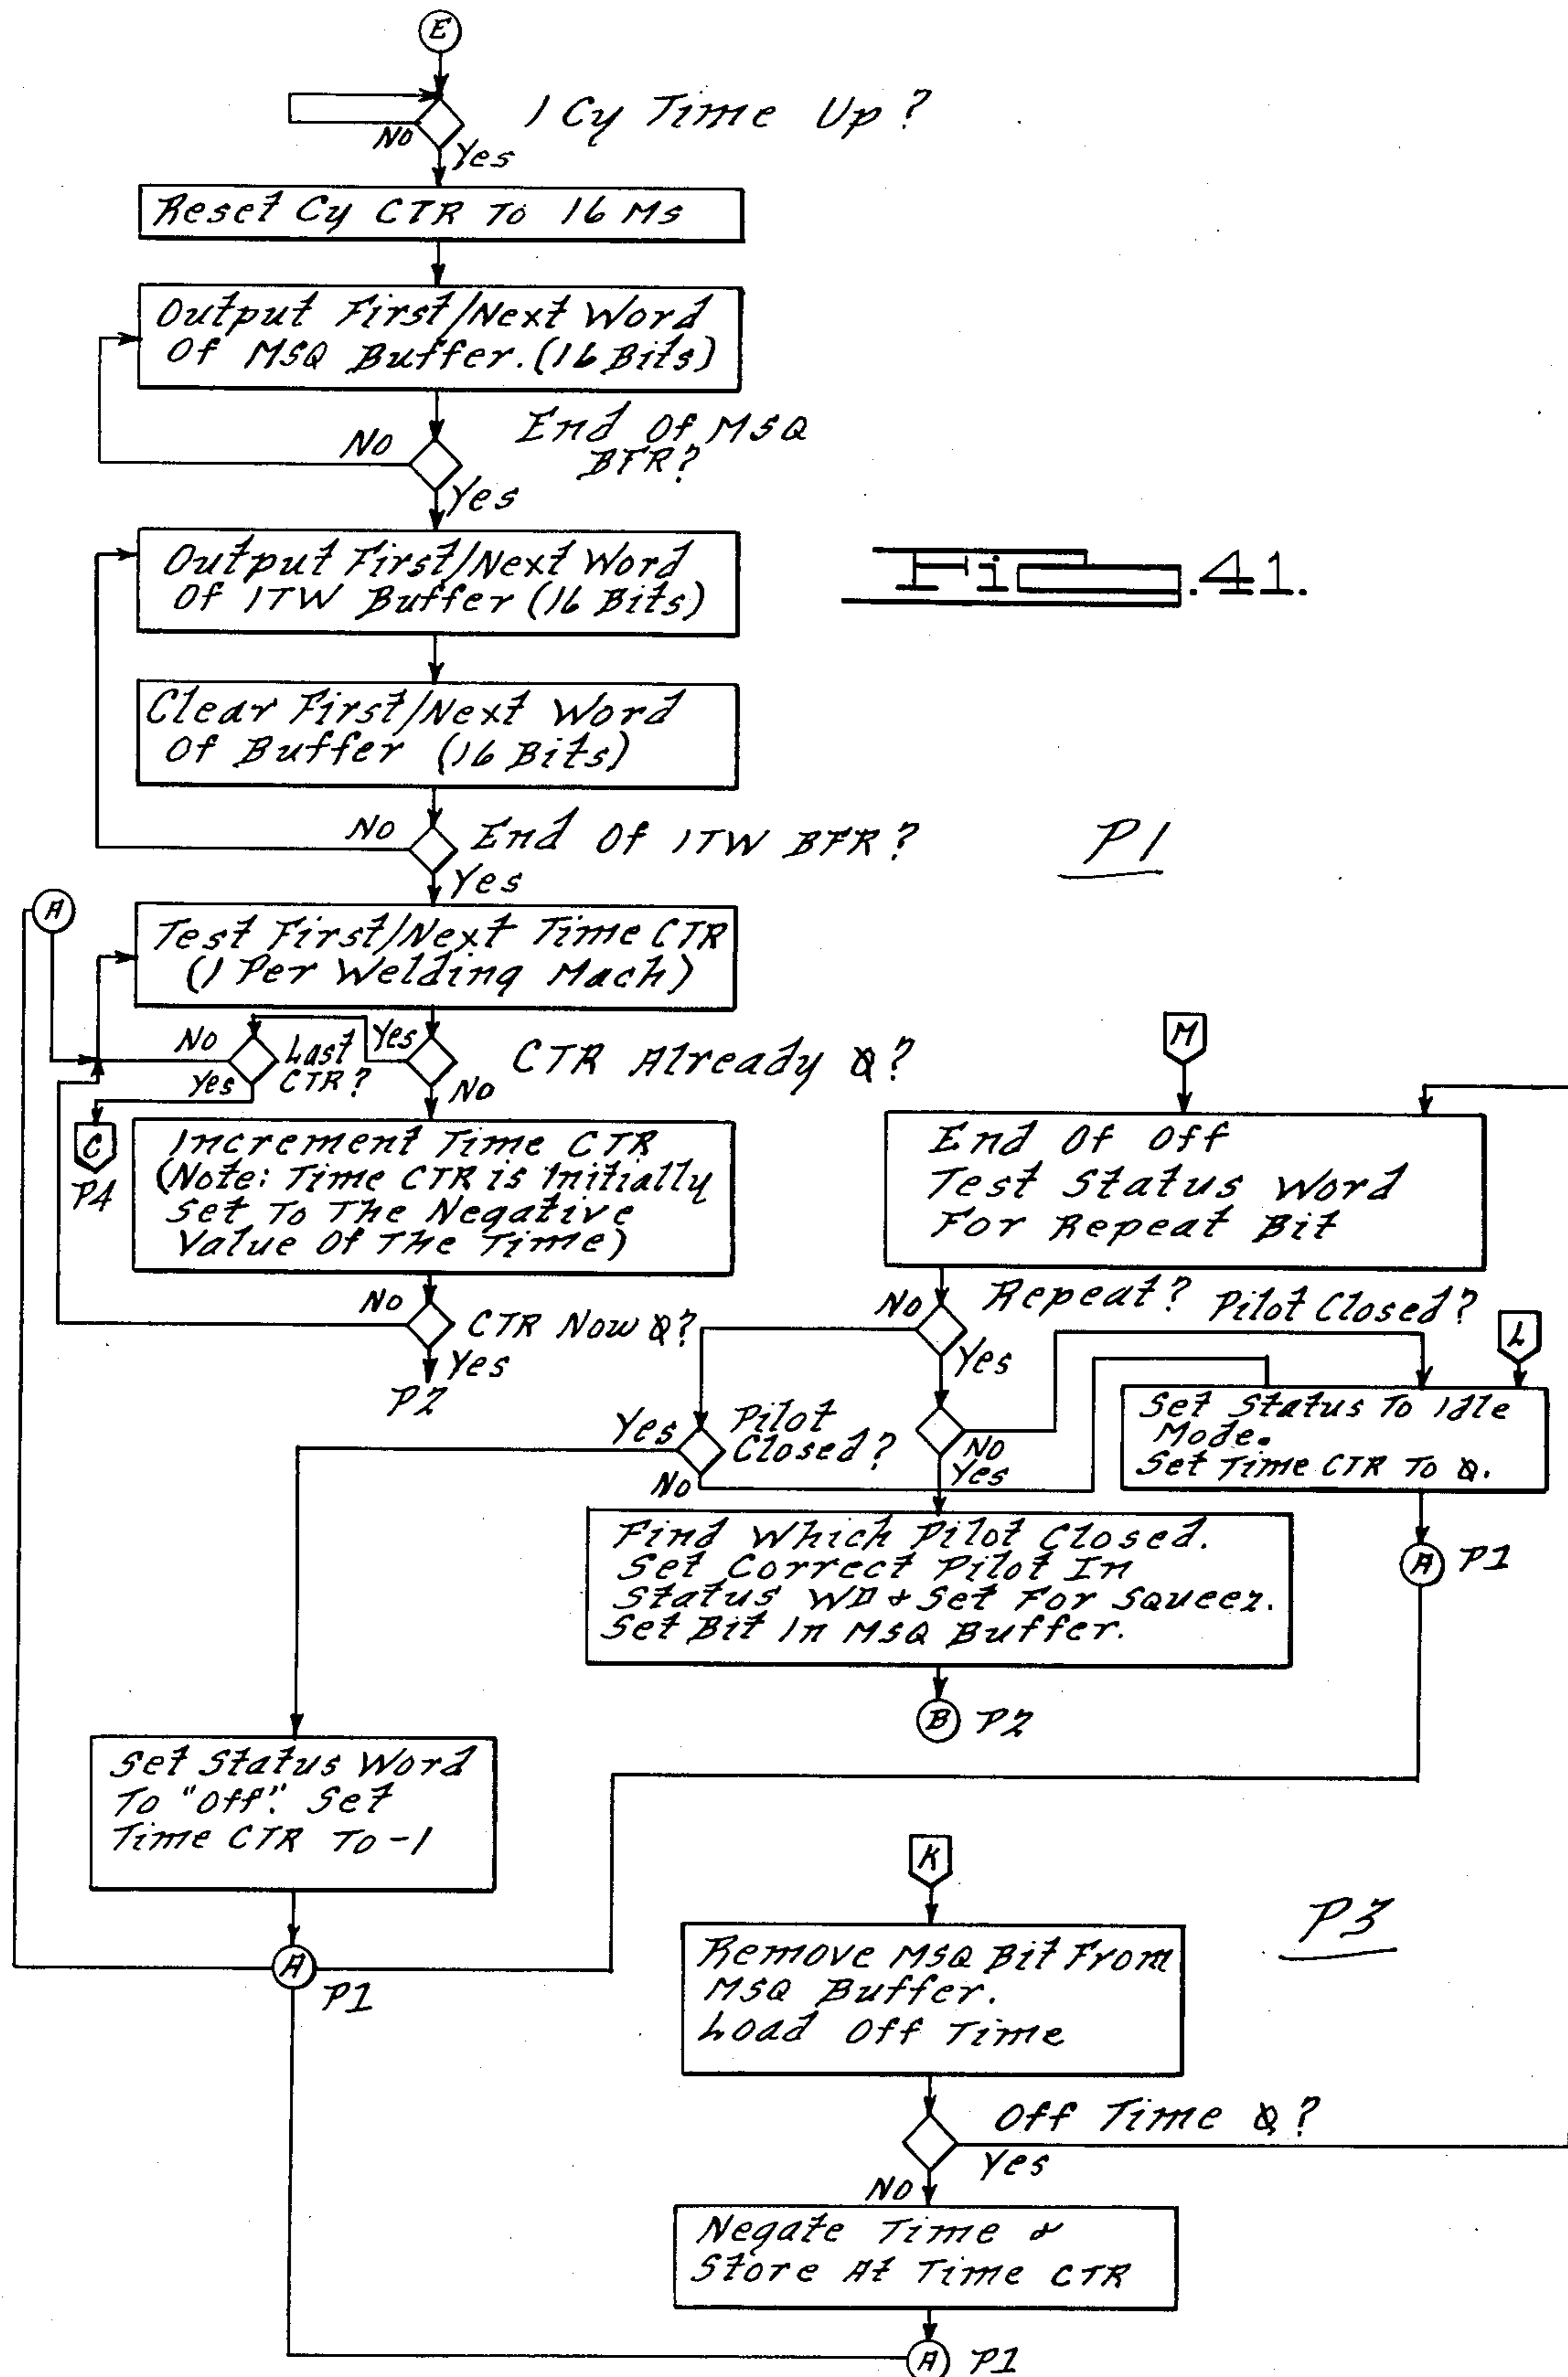 E
1 Cy Time Up?
No
Yes
Reset Cy CTR To 16 Ms
Output First/Next Word
Of MSQ Buffer. (16 Bits)
End Of MSQ
BFR?
No
Yes
Output First/Next Word
Of ITW Buffer (16 Bits)
Fig. 41.
Clear First/Next Word
Of Buffer (16 Bits)
No
End Of ITW BFR?
Yes
P1
A
Test First/Next Time CTR
(1 Per Welding Mach)
No
Last
CTR?
Yes
Yes
CTR Already 0?
No
C
P4
Increment Time CTR
(Note: Time CTR is Initially
Set To The Negative
Value Of The Time)
No
CTR Now 0?
Yes
P2
M
End Of Off
Test Status Word
For Repeat Bit
No
Repeat?
Yes
Pilot Closed?
L
Yes
Pilot
Closed?
No
No
Yes
Set Status To Idle
Mode.
Set Time CTR To 0.
A
P1
Find Which Pilot Closed.
Set Correct Pilot In
Status WD & Set For Squeez.
Set Bit In MSQ Buffer.
B
P2
Set Status Word
To "Off". Set
Time CTR To -1
A
P1
K
P3
Remove MSQ Bit From
MSQ Buffer.
Load Off Time
Off Time 0?
Yes
No
Negate Time &
Store At Time CTR
A
P1